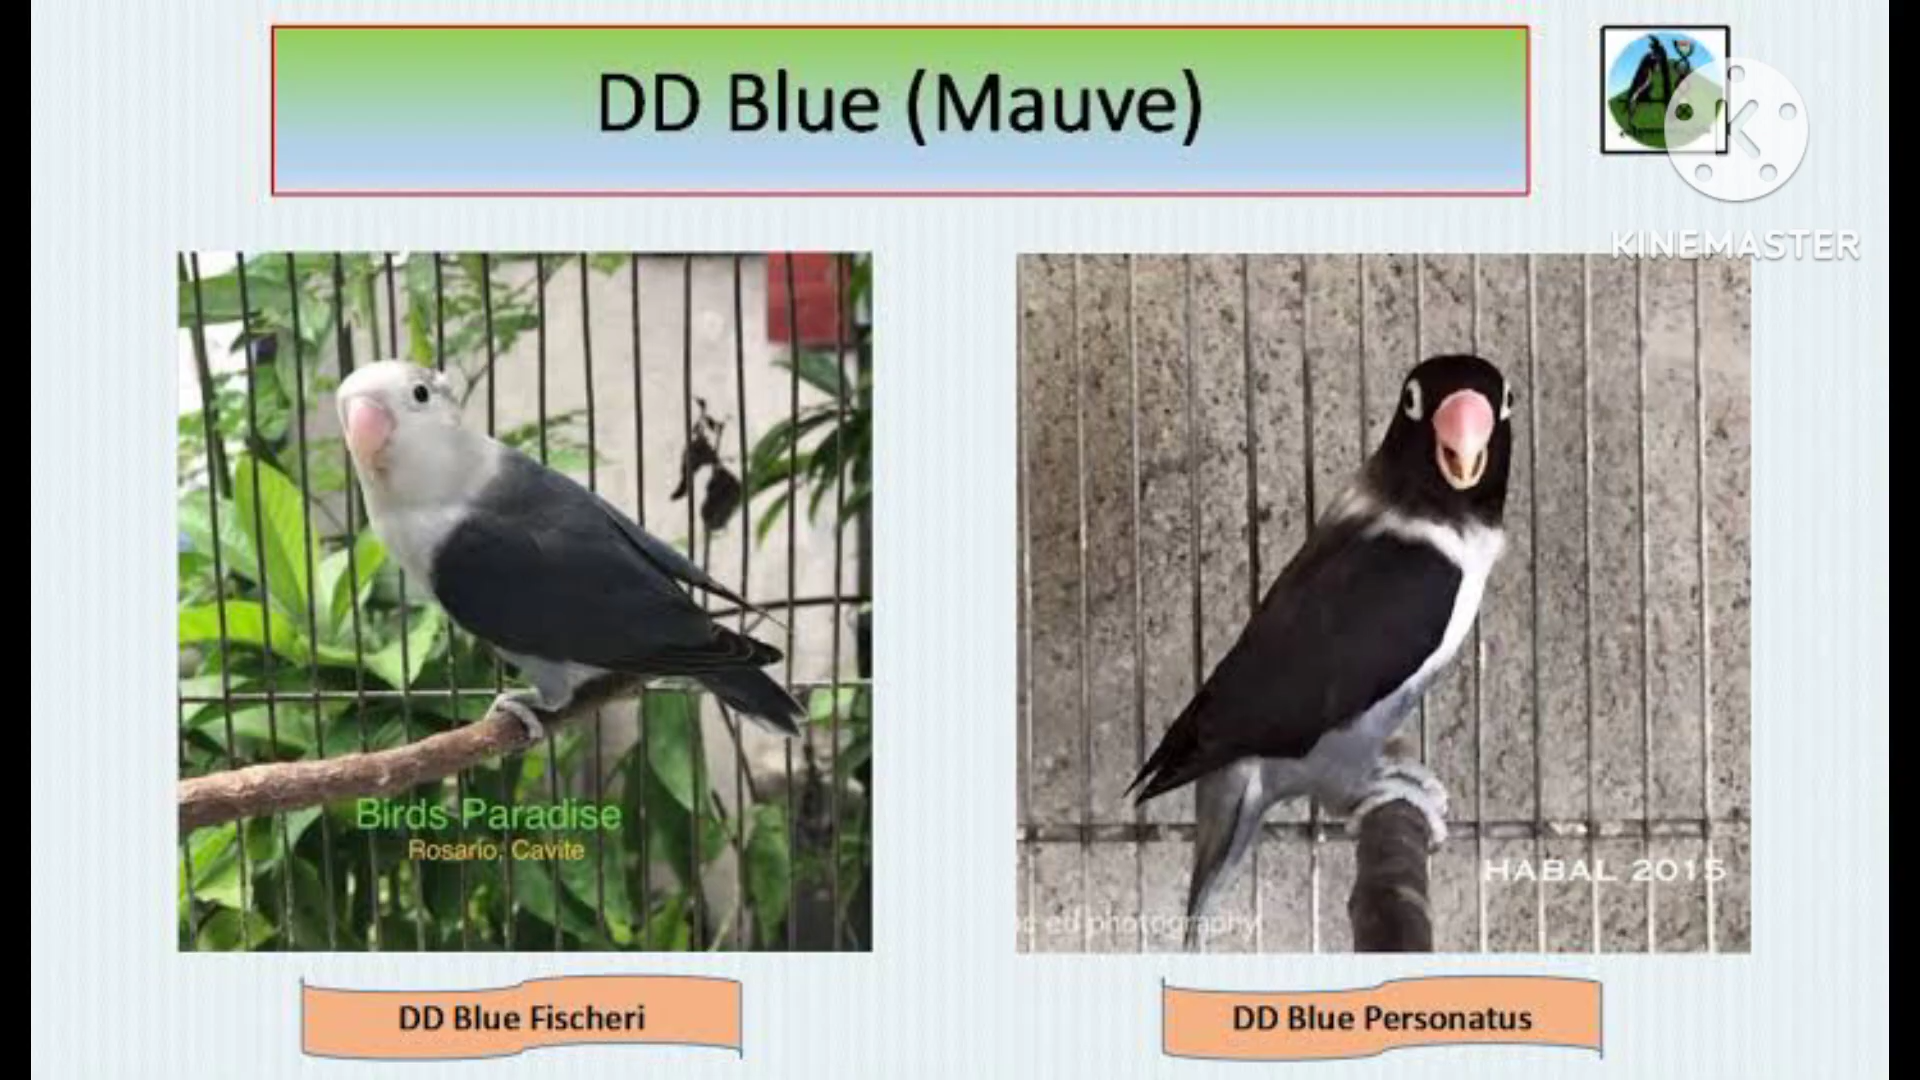 DD Blue (Mauve)
KINEMASTER
Birds Paradise
Rosario, Cavite
HABAL 2015
ed photography
DD Blue Fischeri
DD Blue Personatus